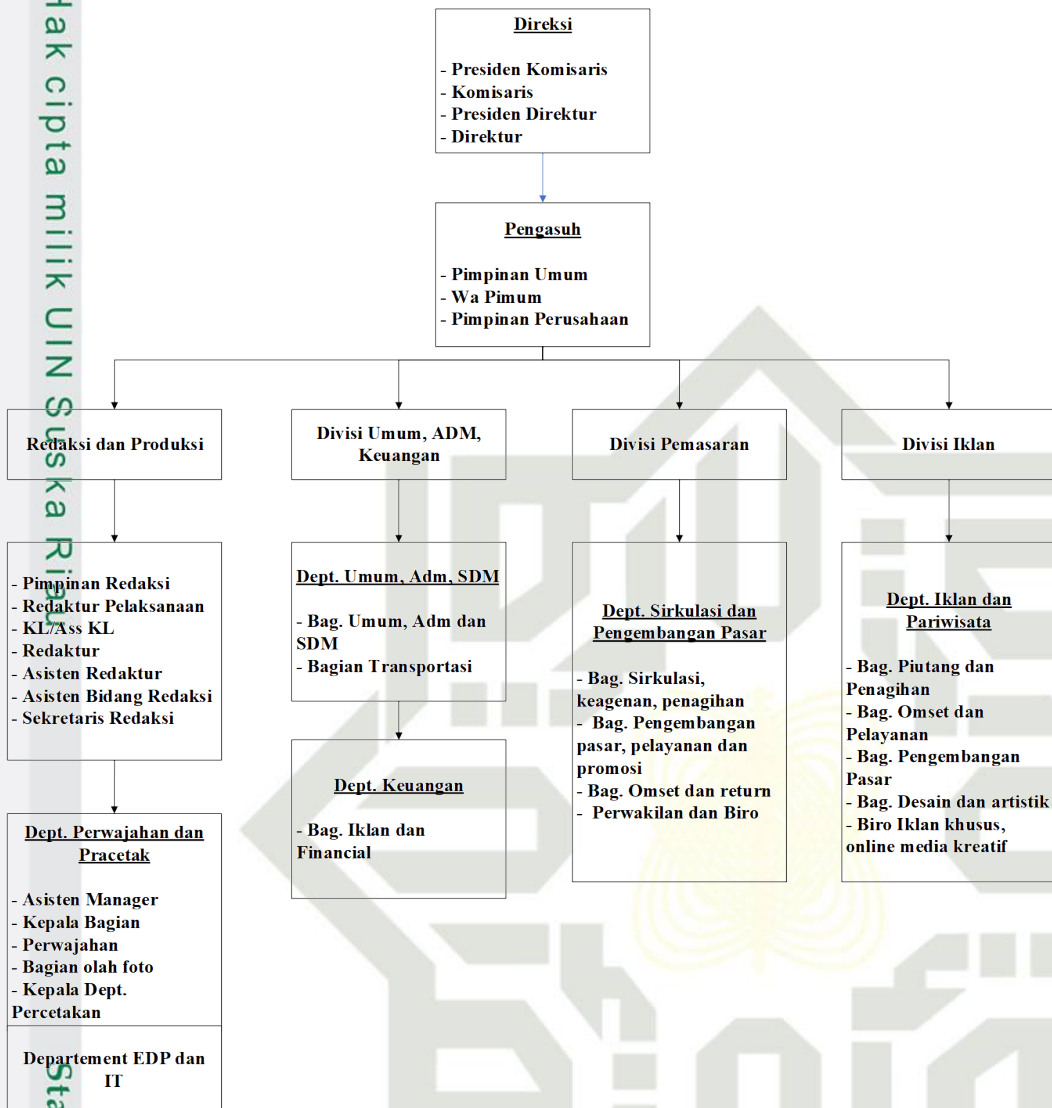 Hak cipta milik UIN Suska Riau
Direksi
- Presiden Komisaris
- Komisaris
- Presiden Direktur
- Direktur
Pengasuh
- Pimpinan Umum
- Wa Pimum
- Pimpinan Perusahaan
Redaksi dan Produksi
- Pimpinan Redaksi
- Redaktur Pelaksanaan
- KL/Ass KL
- Redaktur
- Asisten Redaktur
- Asisten Bidang Redaksi
- Sekretaris Redaksi
Dept. Perwajahan dan
Pracetak
- Asisten Manager
- Kepala Bagian
- Perwajahan
- Bagian olah foto
- Kepala Dept.
Percetakan
Departement EDP dan
IT
Divisi Umum, ADM,
Keuangan
Dept. Umum, Adm, SDM
- Bag. Umum, Adm dan
SDM
- Bagian Transportasi
Dept. Keuangan
- Bag. Iklan dan
Financial
Divisi Pemasaran
Dept. Sirkulasi dan
Pengembangan Pasar
- Bag. Sirkulasi,
keagenan, penagihan
- Bag. Pengembangan
pasar, pelayanan dan
promosi
- Bag. Omset dan return
- Perwakilan dan Biro
Divisi Iklan
Dept. Iklan dan
Pariwisata
- Bag. Piutang dan
Penagihan
- Bag. Omset dan
Pelayanan
- Bag. Pengembangan
Pasar
- Bag. Desain dan artistik
- Biro Iklan khusus,
online media kreatif